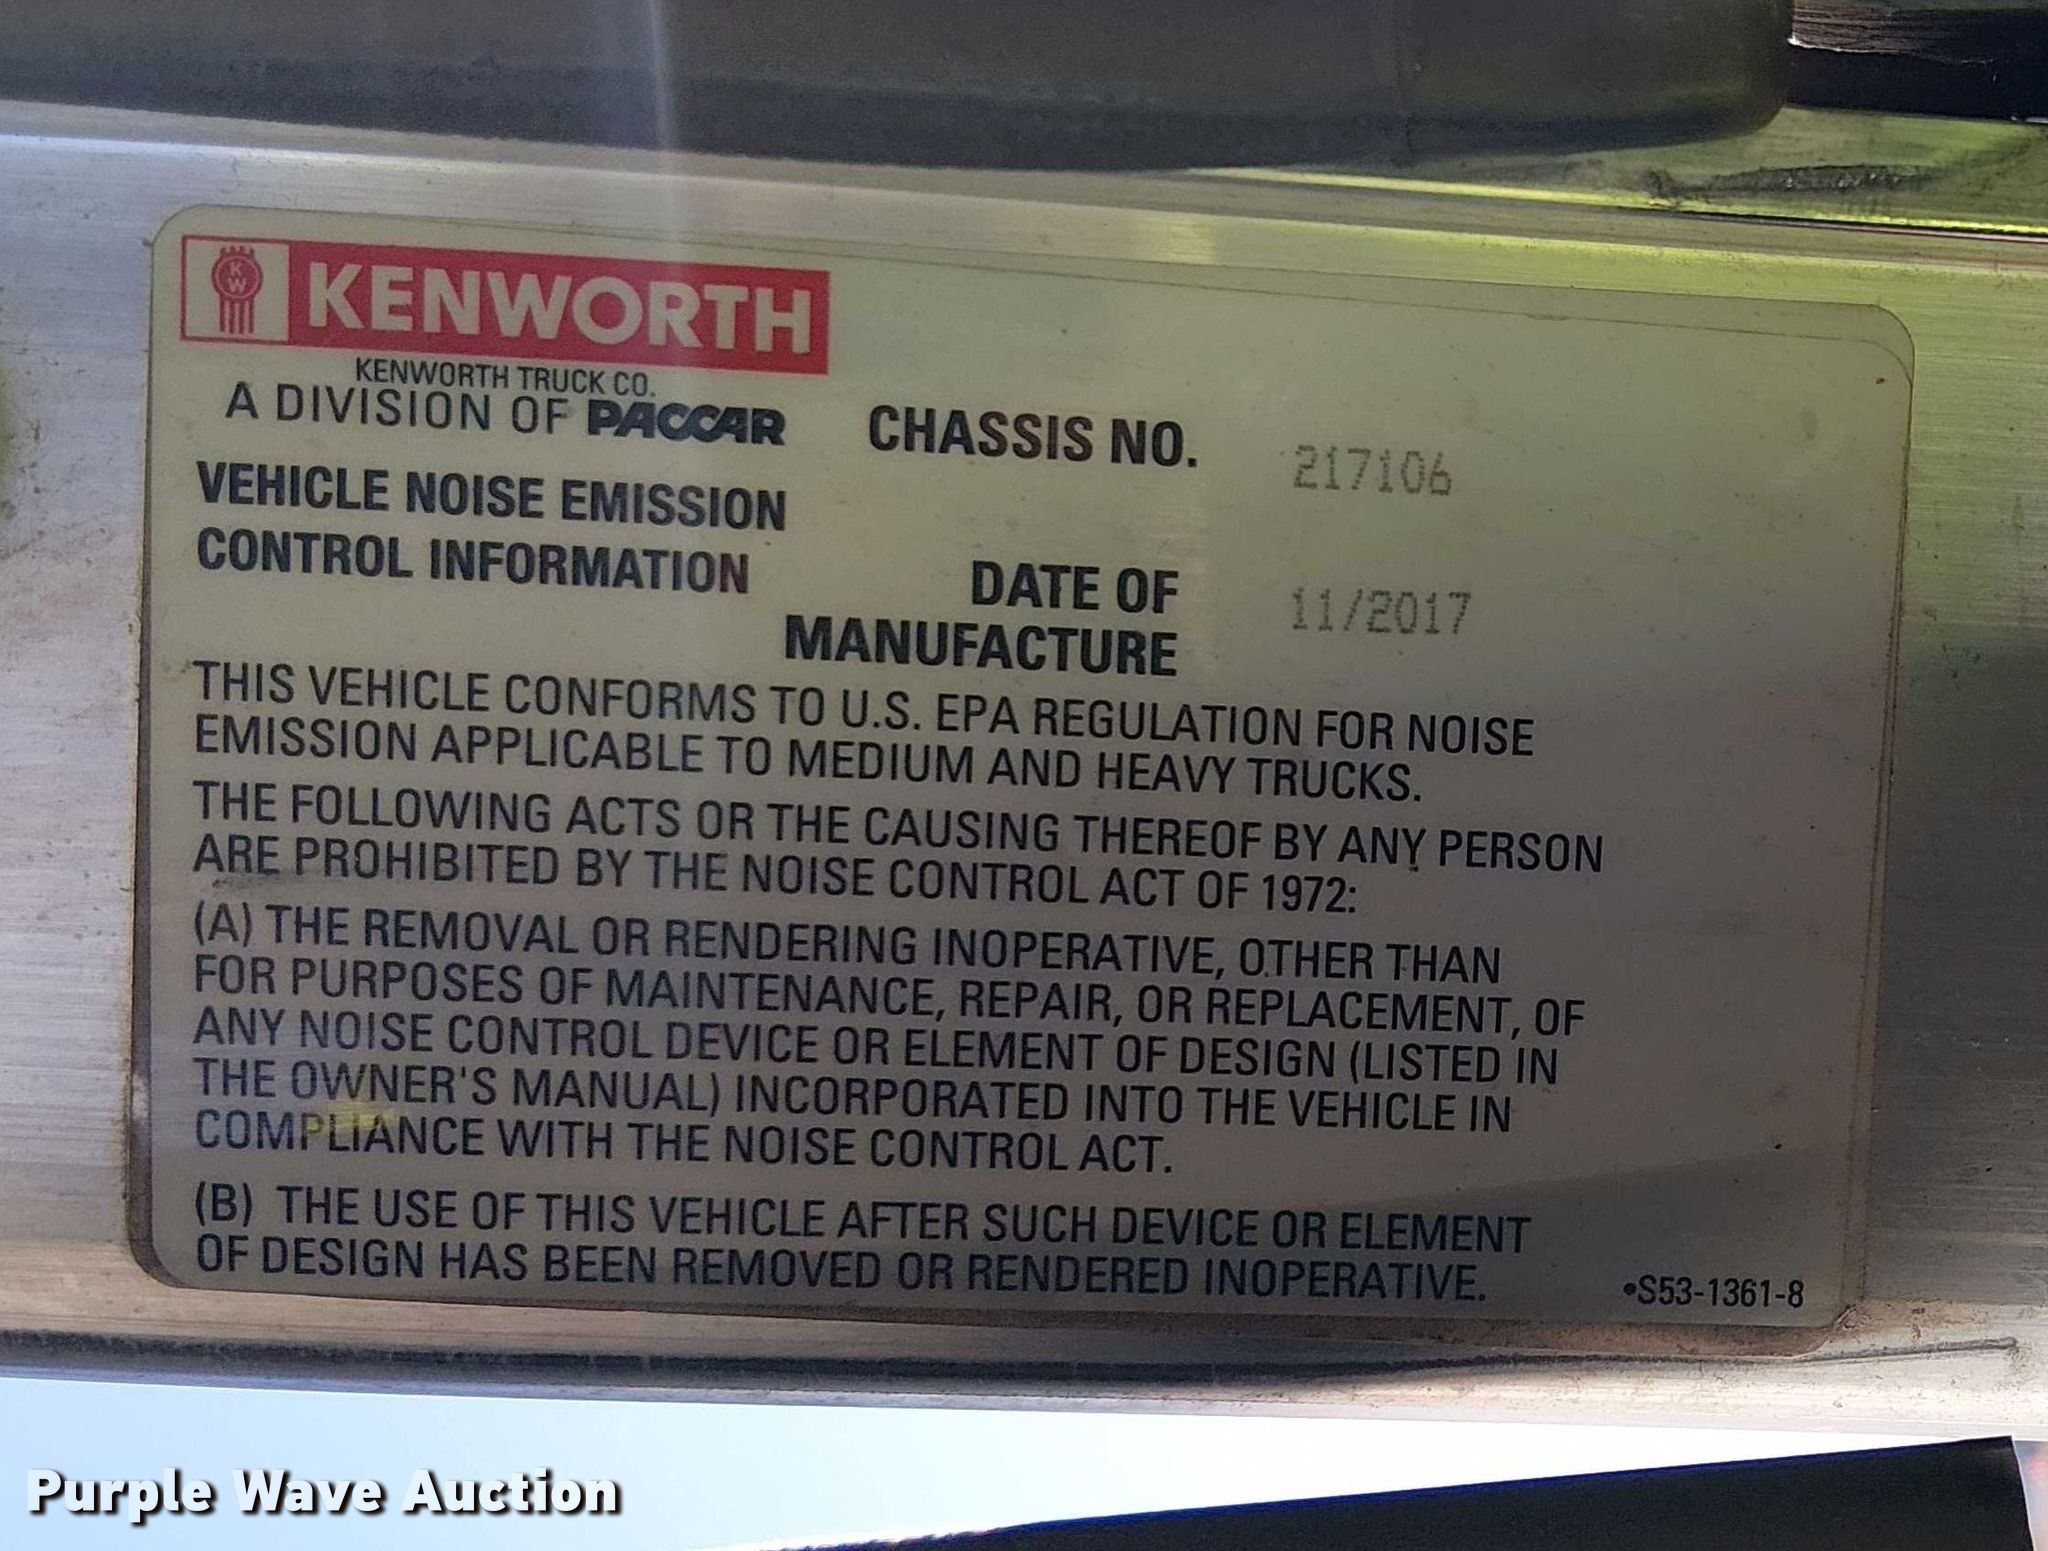 KW
KENWORTH
KENWORTH TRUCK CO.
A DIVISION OF PACCAR
CHASSIS NO. 217106
VEHICLE NOISE EMISSION
CONTROL INFORMATION
DATE OF
MANUFACTURE 11/2017
THIS VEHICLE CONFORMS TO U.S. EPA REGULATION FOR NOISE
EMISSION APPLICABLE TO MEDIUM AND HEAVY TRUCKS.
THE FOLLOWING ACTS OR THE CAUSING THEREOF BY ANY PERSON
ARE PROHIBITED BY THE NOISE CONTROL ACT OF 1972:
(A) THE REMOVAL OR RENDERING INOPERATIVE, OTHER THAN
FOR PURPOSES OF MAINTENANCE, REPAIR, OR REPLACEMENT, OF
ANY NOISE CONTROL DEVICE OR ELEMENT OF DESIGN (LISTED IN
THE OWNER'S MANUAL) INCORPORATED INTO THE VEHICLE IN
COMPLIANCE WITH THE NOISE CONTROL ACT.
(B) THE USE OF THIS VEHICLE AFTER SUCH DEVICE OR ELEMENT
OF DESIGN HAS BEEN REMOVED OR RENDERED INOPERATIVE.
•S53-1361-8
Purple Wave Auction